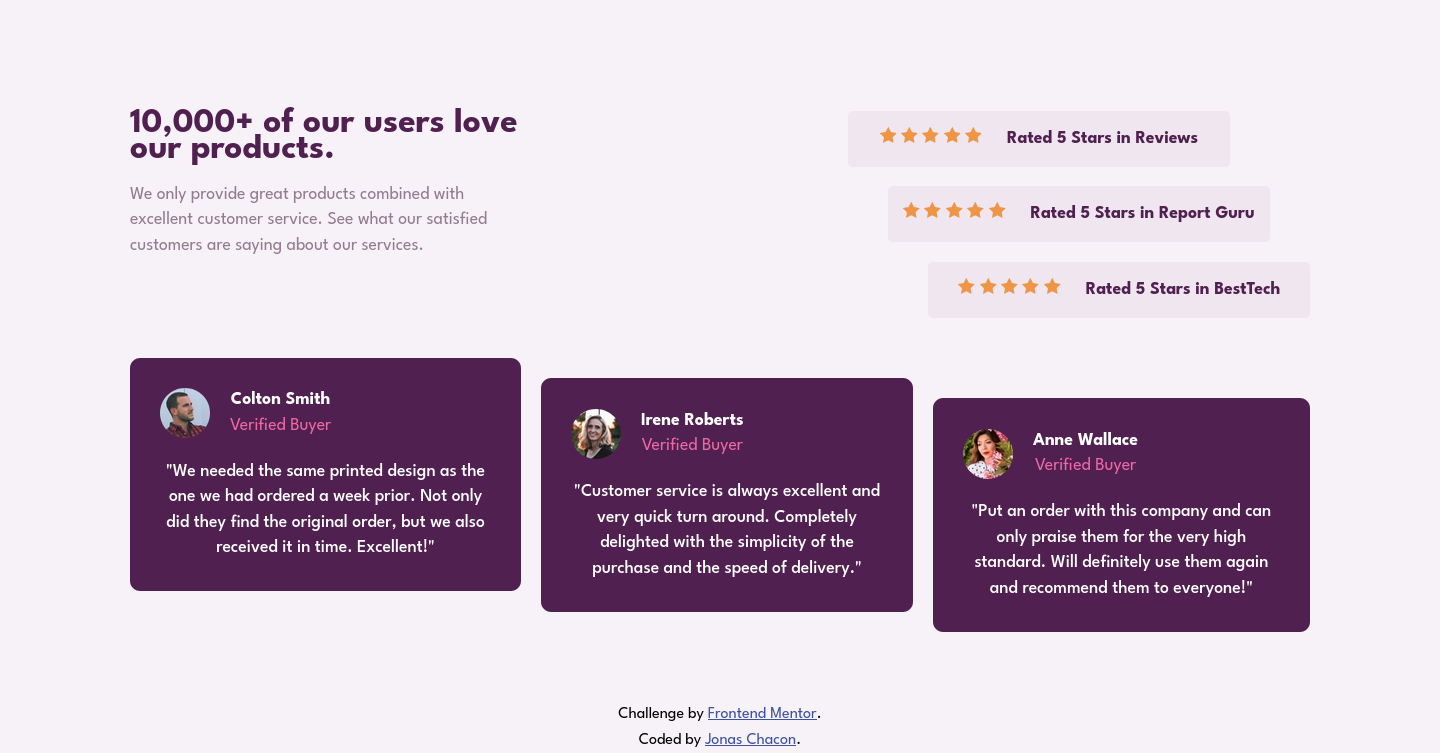 10,000+ of our users love
our products.
We only provide great products combined with
excellent customer service. See what our satisfied
customers are saying about our services.
Rated 5 Stars in Reviews
Rated 5 Stars in Report Guru
Rated 5 Stars in BestTech
Colton Smith
Verified Buyer
"We needed the same printed design as the
one we had ordered a week prior. Not only
did they find the original order, but we also
received it in time. Excellent!"
Irene Roberts
Verified Buyer
"Customer service is always excellent and
very quick turn around. Completely
delighted with the simplicity of the
purchase and the speed of delivery."
Anne Wallace
Verified Buyer
"Put an order with this company and can
only praise them for the very high
standard. Will definitely use them again
and recommend them to everyone!"
Challenge by Frontend Mentor.
Coded by Jonas Chacon.